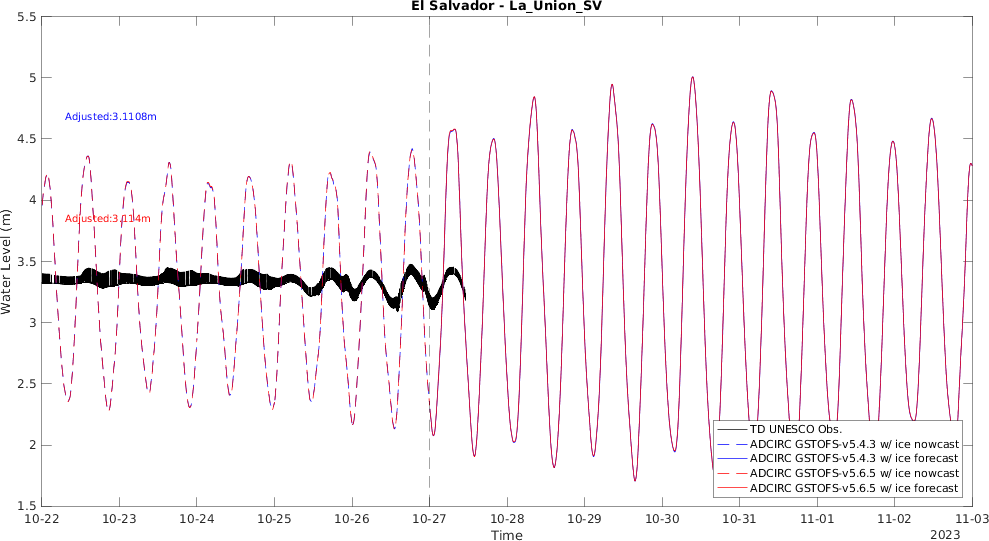 El Salvador - La_Union_SV
5.5
5
4.5
4
3.5
3
2.5
2
1.5
Water Level (m)
Adjusted:3.1108m
Adjusted:3.114m
TD UNESCO Obs.
ADCIRC GSTOFS-v5.4.3 w/ ice nowcast
ADCIRC GSTOFS-v5.4.3 w/ ice forecast
ADCIRC GSTOFS-v5.6.5 w/ ice nowcast
ADCIRC GSTOFS-v5.6.5 w/ ice forecast
10-22 10-23 10-24 10-25 10-26 10-27 10-28 10-29 10-30 10-31 11-01 11-02 11-03
Time
2023